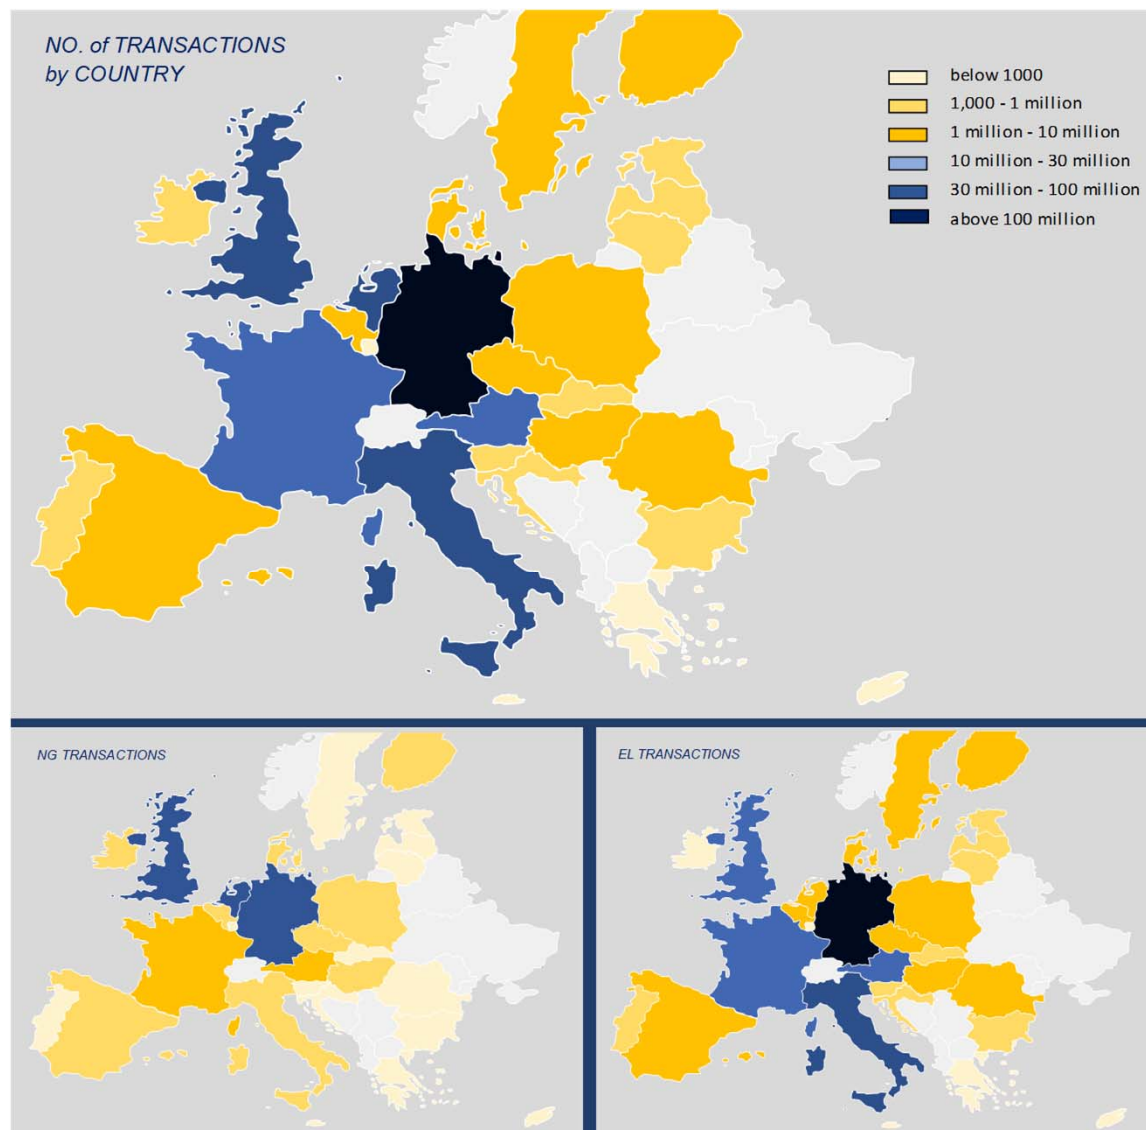 NO. of TRANSACTIONS
by COUNTRY
below 1000
1,000 - 1 million
1 million - 10 million
10 million - 30 million
30 million - 100 million
above 100 million
NG TRANSACTIONS
EL TRANSACTIONS